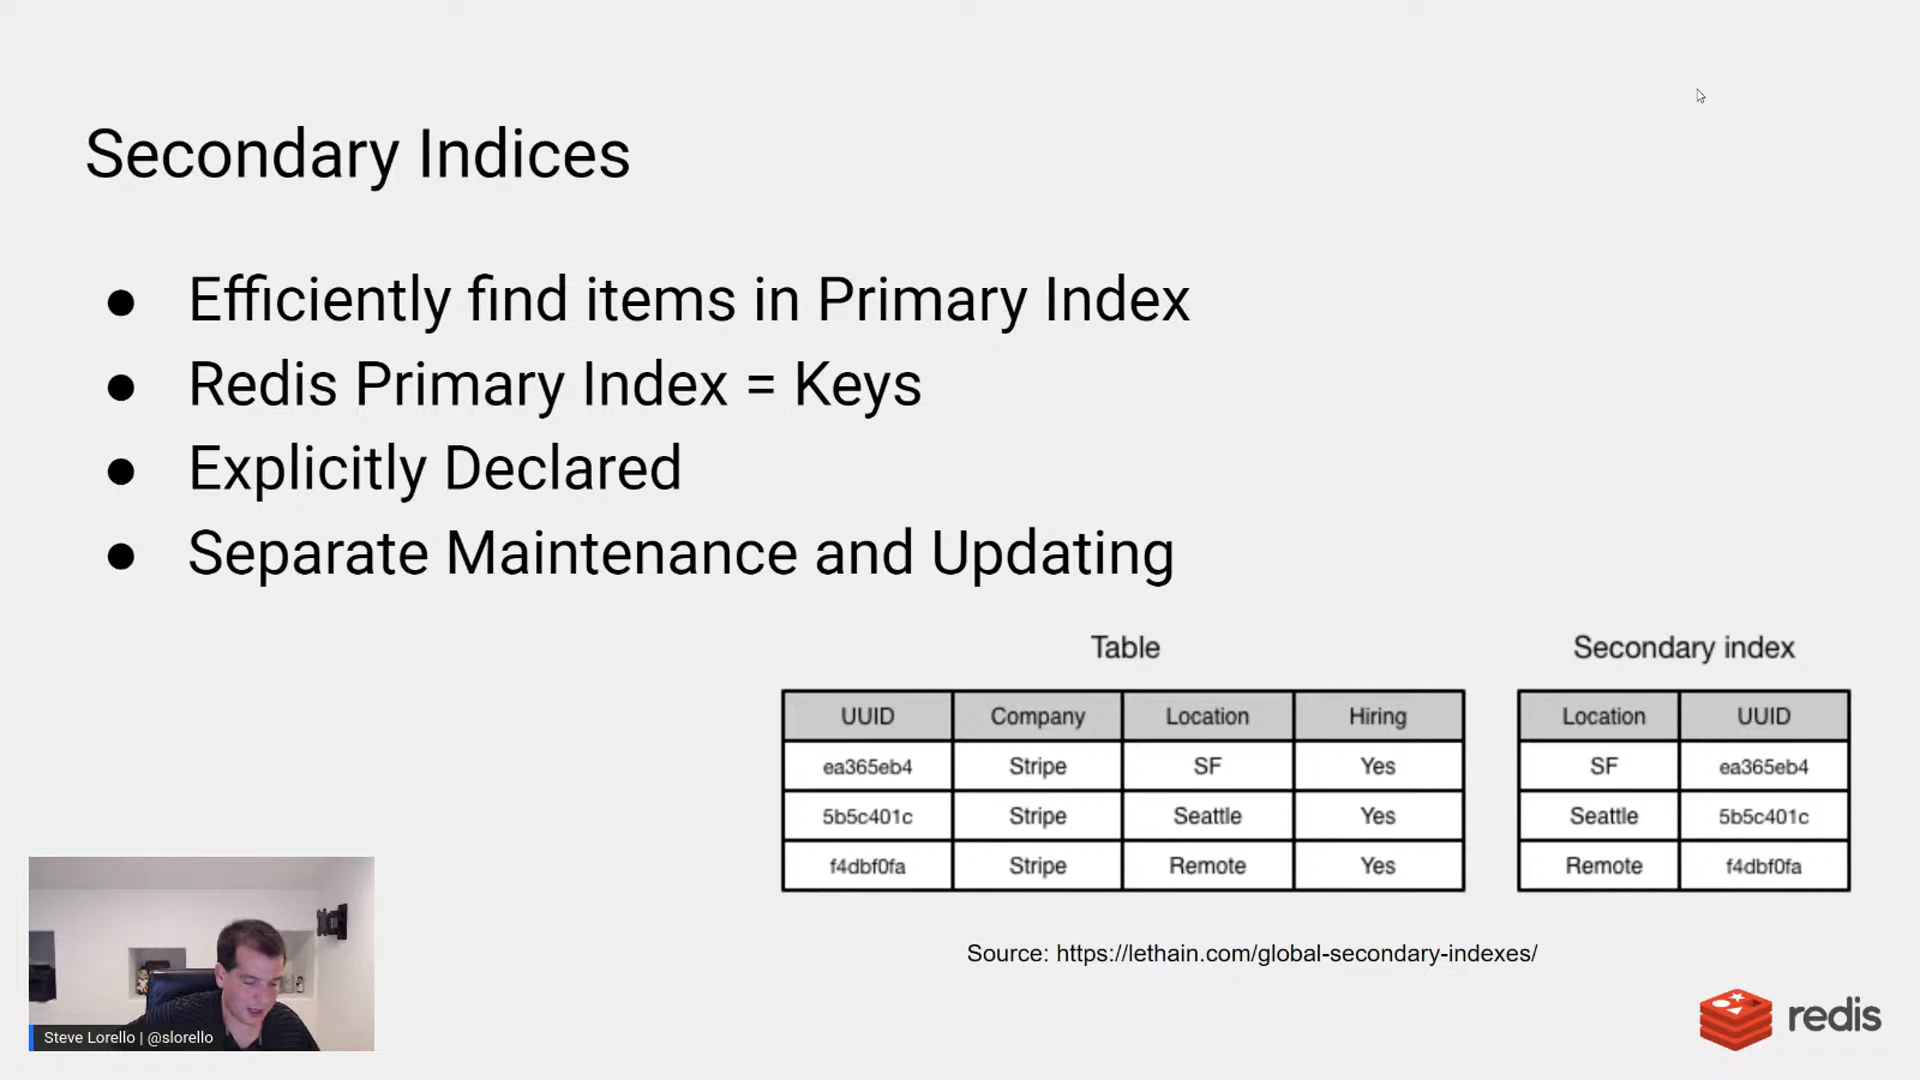 Secondary Indices
● Efficiently find items in Primary Index
● Redis Primary Index = Keys
● Explicitly Declared
● Separate Maintenance and Updating
Table
UUID Company Location Hiring
ea365eb4 Stripe SF Yes
5b5c401c Stripe Seattle Yes
f4dbf0fa Stripe Remote Yes
Secondary index
Location UUID
SF ea365eb4
Seattle 5b5c401c
Remote f4dbf0fa
Source: https://lethain.com/global-secondary-indexes/
Steve Lorello | @slorello
redis